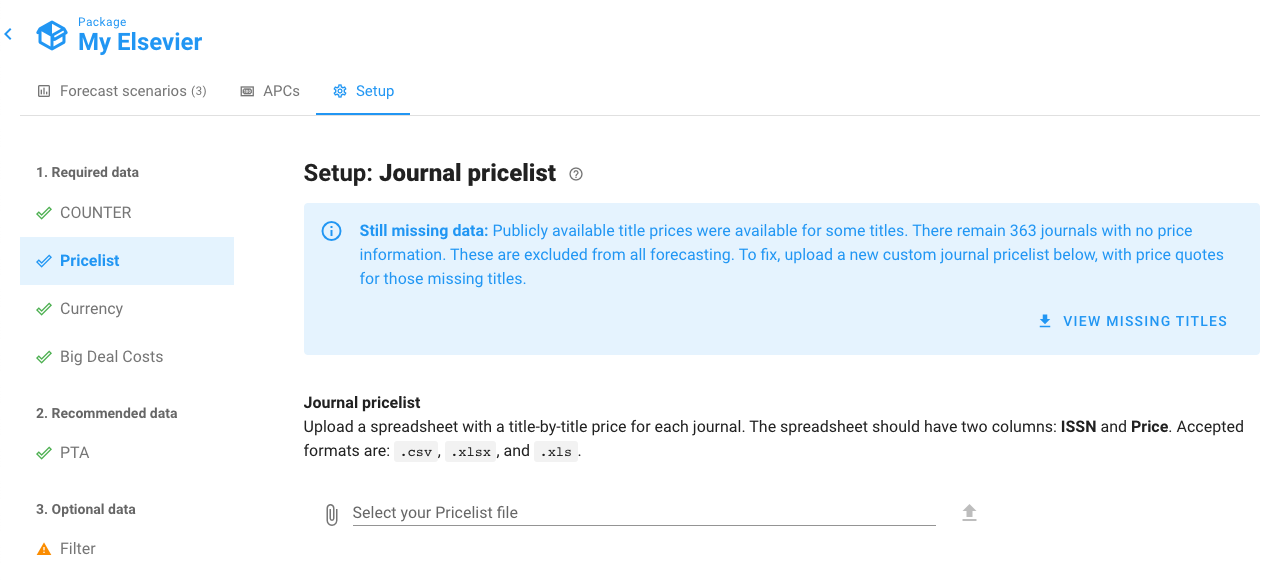 Package
My Elsevier
Forecast scenarios (3)
APCs
Setup
1. Required data
COUNTER
Pricelist
Currency
Big Deal Costs
2. Recommended data
PTA
3. Optional data
Filter
Setup: Journal pricelist
Still missing data: Publicly available title prices were available for some titles. There remain 363 journals with no price
information. These are excluded from all forecasting. To fix, upload a new custom journal pricelist below, with price quotes
for those missing titles.
VIEW MISSING TITLES
Journal pricelist
Upload a spreadsheet with a title-by-title price for each journal. The spreadsheet should have two columns: ISSN and Price. Accepted
formats are: .csv, .xlsx, and .xls.
Select your Pricelist file